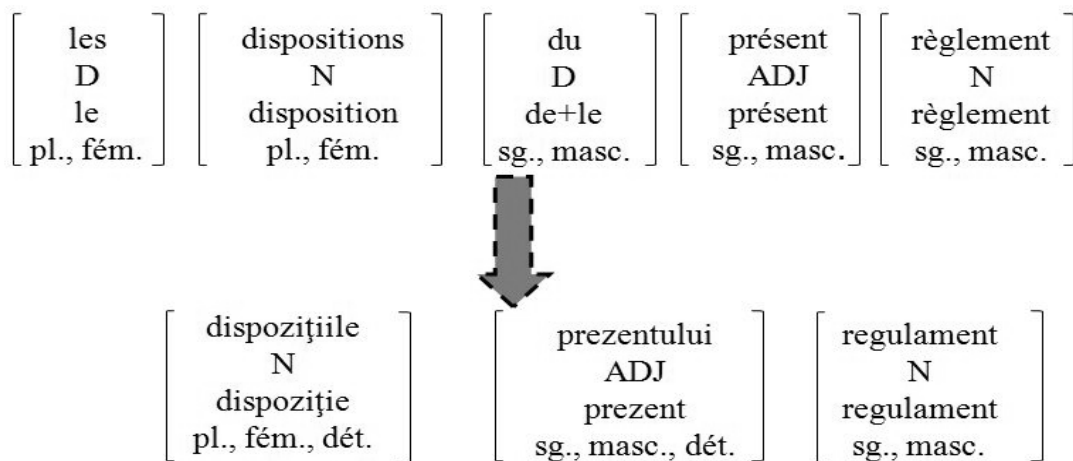 les dispositions du présent règlement
D N D ADJ N
le disposition de+le présent règlement
pl., fém. pl., fém. sg., masc. sg., masc. sg., masc.
dispoziţiile prezentului regulament
N ADJ N
dispoziţie prezent regulament
pl., fém., dét. sg., masc., dét. sg., masc.